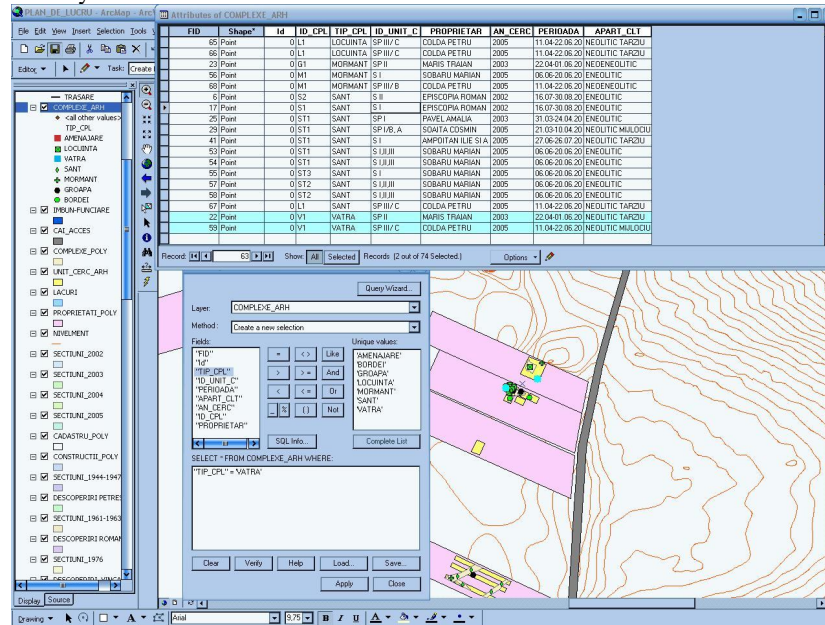 PLAN_DE_LUCRU - ArcMap - Arc
Attributes of COMPLEXE_ARH
File Edit View Insert Selection Tools
Editor Task: Create
FID Shape* Id ID_CPL TIP_CPL ID_UNIT_C PROPRIETAR AN_CERC PERIOADA APART_CLT
65 Point 0 L1 LOCUINTA SP III/ C COLDA PETRU 2005 11.04-22.06.20 NEOLITIC TARZIU
66 Point 0 L1 LOCUINTA SP III/ C COLDA PETRU 2005 11.04-22.06.20 NEOLITIC TARZIU
23 Point 0 G1 MORMANT SP II MARIS TRAIAN 2003 22.04-01.06.20 NEOENEOLITIC
56 Point 0 M1 MORMANT S I SOBARU MARIAN 2005 06.06-20.06.20 ENEOLITIC
68 Point 0 M1 MORMANT SP III/ B COLDA PETRU 2005 11.04-22.06.20 NEOENEOLITIC
6 Point 0 S2 SANT S II EPISCOPIA ROMAN 2002 16.07-30.08.20 ENEOLITIC
17 Point 0 S1 SANT S I EPISCOPIA ROMAN 2002 16.07-30.08.20 ENEOLITIC
25 Point 0 ST1 SANT SP I PAVEL AMALIA 2003 31.03-24.04.20 ENEOLITIC
29 Point 0 ST1 SANT SP I/B, A SOAITA COSMIN 2005 21.03-10.04.20 NEOLITIC MIJLOCIU
41 Point 0 ST1 SANT S I AMPOITAN ILIE SI A 2005 27.06-26.07.20 NEOLITIC TARZIU
53 Point 0 ST1 SANT S I,II,III SOBARU MARIAN 2005 06.06-20.06.20 ENEOLITIC
54 Point 0 ST1 SANT S I,II,III SOBARU MARIAN 2005 06.06-20.06.20 ENEOLITIC
55 Point 0 ST3 SANT S I SOBARU MARIAN 2005 06.06-20.06.20 ENEOLITIC
57 Point 0 ST2 SANT S I,II,III SOBARU MARIAN 2005 06.06-20.06.20 ENEOLITIC
58 Point 0 ST2 SANT S I,II,III SOBARU MARIAN 2005 06.06-20.06.20 ENEOLITIC
67 Point 0 L1 SANT SP III/ C COLDA PETRU 2005 11.04-22.06.20 NEOLITIC TARZIU
22 Point 0 V1 VATRA SP II MARIS TRAIAN 2003 22.04-01.06.20 NEOLITIC TARZIU
59 Point 0 V1 VATRA SP III/ C COLDA PETRU 2005 11.04-22.06.20 NEOLITIC MIJLOCIU
Record: 63 Show: All Selected Records (2 out of 74 Selected.) Options
TRASARE
COMPLEXE_ARH
<all other values>
TIP_CPL
AMENAJARE
LOCUINTA
VATRA
SANT
MORMANT
GROAPA
BORDEI
IMBUN-FUNCIARE
CAI_ACCES
COMPLEXE_POLY
UNIT_CERC_ARH
LACURI
PROPRIETATI_POLY
NIVELMENT
SECTIUNI_2002
SECTIUNI_2003
SECTIUNI_2004
SECTIUNI_2005
CADASTRU_POLY
CONSTRUCTII_POLY
SECTIUNI_1944-1947
DESCOPERIRI PETRES
SECTIUNI_1961-1963
DESCOPERIRI ROMAN
SECTIUNI_1976
Display Source
Query Wizard...
Layer: COMPLEXE_ARH
Method: Create a new selection
Fields: Unique values:
"FID"
"Id"
"TIP_CPL"
"ID_UNIT_C"
"PERIOADA"
"APART_CLT"
"AN_CERC"
"ID_CPL"
"PROPRIETAR"
= < > Like
> > = And
< < = Or
_ % ( ) Not
'AMENAJARE'
'BORDEI'
'GROAPA'
'LOCUINTA'
'MORMANT'
'SANT'
'VATRA'
SQL Info... Complete List
SELECT * FROM COMPLEXE_ARH WHERE:
"TIP_CPL" = 'VATRA'
Clear Verify Help Load... Save...
Apply Close
Drawing A Arial 9,75 B I U A